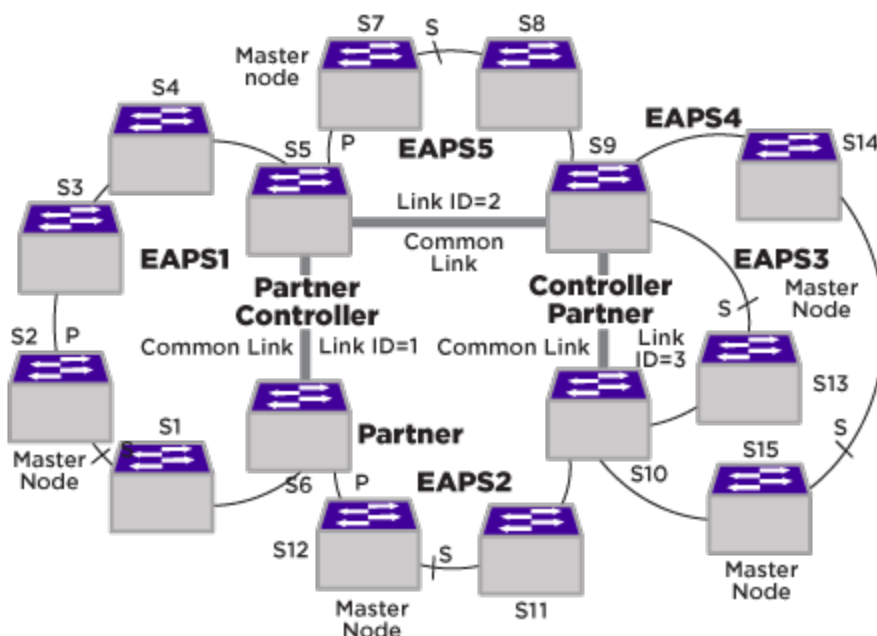 S7
S
S8
Master
node
S4
EAPS4
S14
S5
P
EAPS5
S9
S3
Link ID=2
EAPS1
Common
Link
EAPS3
Partner
Controller
Controller
Partner
Master
Node
S
S2
P
Common Link
Link ID=1
Common Link
Link
ID=3
S13
S1
S
Partner
S
Master
Node
S10
S15
S6
P
EAPS2
S12
S
Master
Node
S11
Master
Node